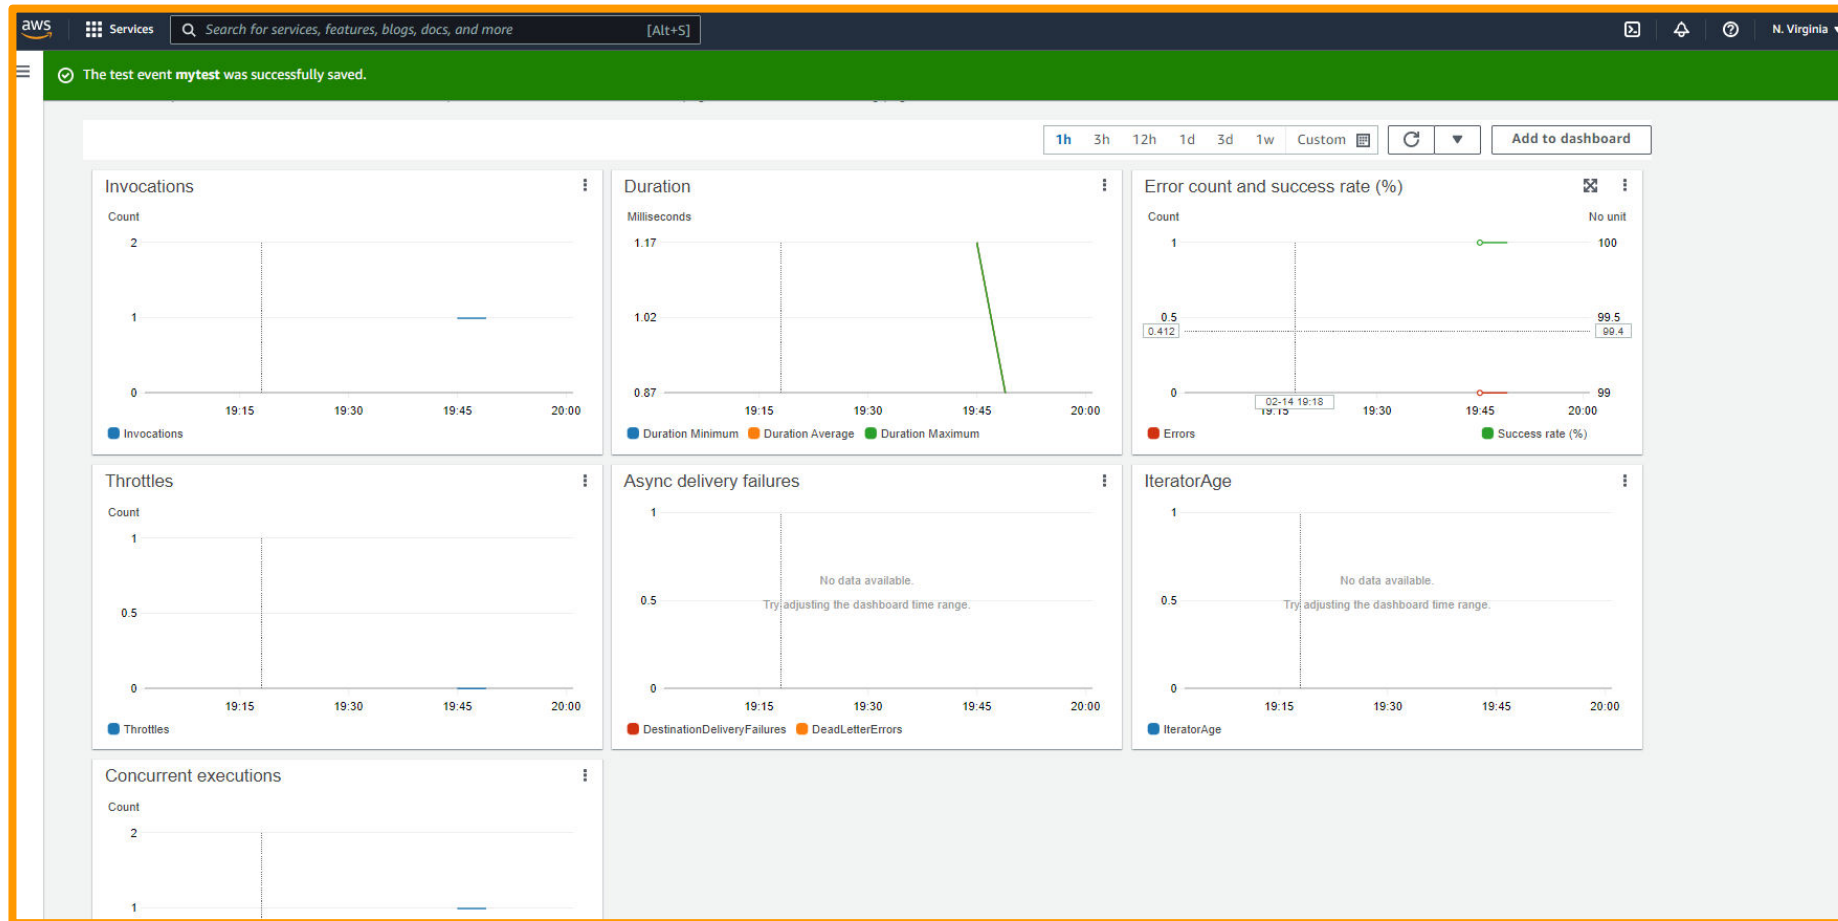 aws Services Search for services, features, blogs, docs, and more [Alt+S] N. Virginia
The test event mytest was successfully saved.
1h 3h 12h 1d 3d 1w Custom Add to dashboard
Invocations
Count
2
1
0
19:15 19:30 19:45 20:00
Invocations
Duration
Milliseconds
1.17
1.02
0.87
19:15 19:30 19:45 20:00
Duration Minimum Duration Average Duration Maximum
Error count and success rate (%)
Count No unit
1 100
0.5 99.5
0.412 99.4
0 99
02-14 19:18
19:15 19:30 19:45 20:00
Errors Success rate (%)
Throttles
Count
1
0.5
0
19:15 19:30 19:45 20:00
Throttles
Async delivery failures
1
No data available.
0.5
Try adjusting the dashboard time range.
0
19:15 19:30 19:45 20:00
DestinationDeliveryFailures DeadLetterErrors
IteratorAge
1
No data available.
0.5
Try adjusting the dashboard time range.
0
19:15 19:30 19:45 20:00
IteratorAge
Concurrent executions
Count
2
1